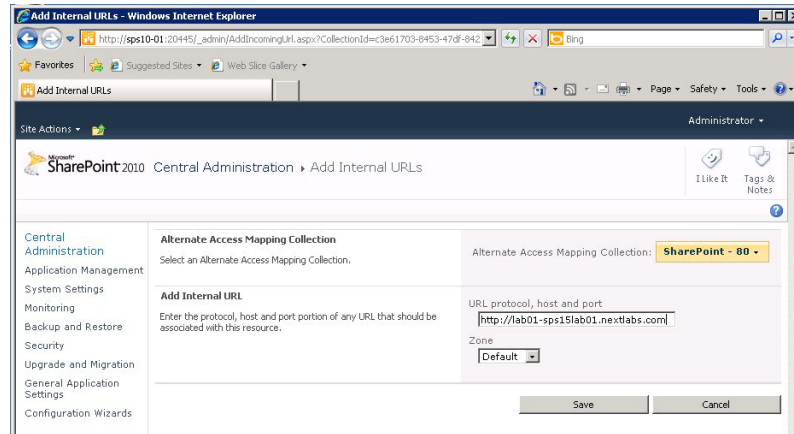 Add Internal URLs - Windows Internet Explorer
http://sps10-01:20445/_admin/AddIncomingUrl.aspx?CollectionId=c3e61703-8453-47df-842
Bing
Favorites
Suggested Sites
Web Slice Gallery
Add Internal URLs
Page
Safety
Tools
Site Actions
Administrator
Microsoft
SharePoint 2010
Central Administration
Add Internal URLs
I Like It
Tags &
Notes
Central
Administration
Application Management
System Settings
Monitoring
Backup and Restore
Security
Upgrade and Migration
General Application
Settings
Configuration Wizards
Alternate Access Mapping Collection
Select an Alternate Access Mapping Collection.
Alternate Access Mapping Collection: SharePoint - 80
Add Internal URL
Enter the protocol, host and port portion of any URL that should be
associated with this resource.
URL protocol, host and port
http://lab01-sps15lab01.nextlabs.com
Zone
Default
Save
Cancel